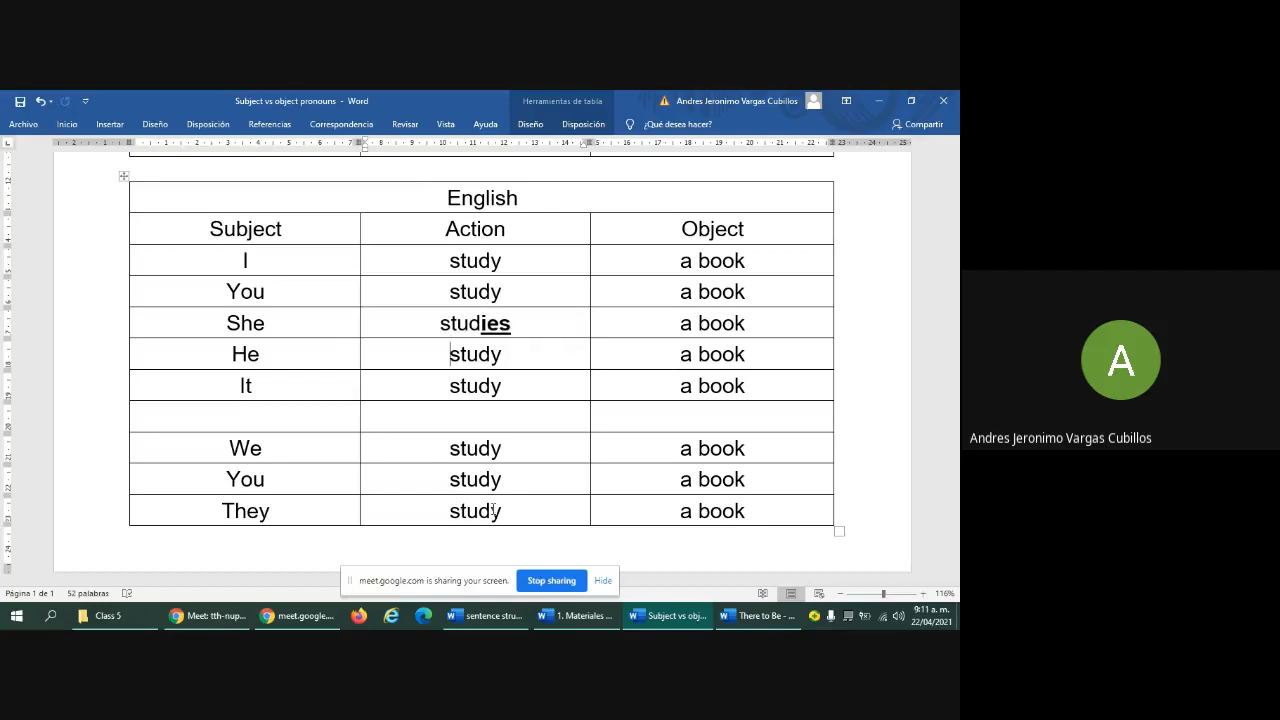 Subject vs object pronouns - Word
Herramientas de tabla
Andres Jeronimo Vargas Cubillos
Archivo Inicio Insertar Diseño Disposición Referencias Correspondencia Revisar Vista Ayuda Diseño Disposición ¿Qué desea hacer? Compartir
English
Subject Action Object
I study a book
You study a book
She studies a book
He study a book
It study a book
We study a book
You study a book
They study a book
meet.google.com is sharing your screen. Stop sharing Hide
Página 1 de 1 52 palabras 116%
Class 5 Meet: tth-nup... meet.google.... sentence stru... 1. Materiales ... Subject vs obj... There to Be - ... 9:11 a. m.
22/04/2021
A
Andres Jeronimo Vargas Cubillos